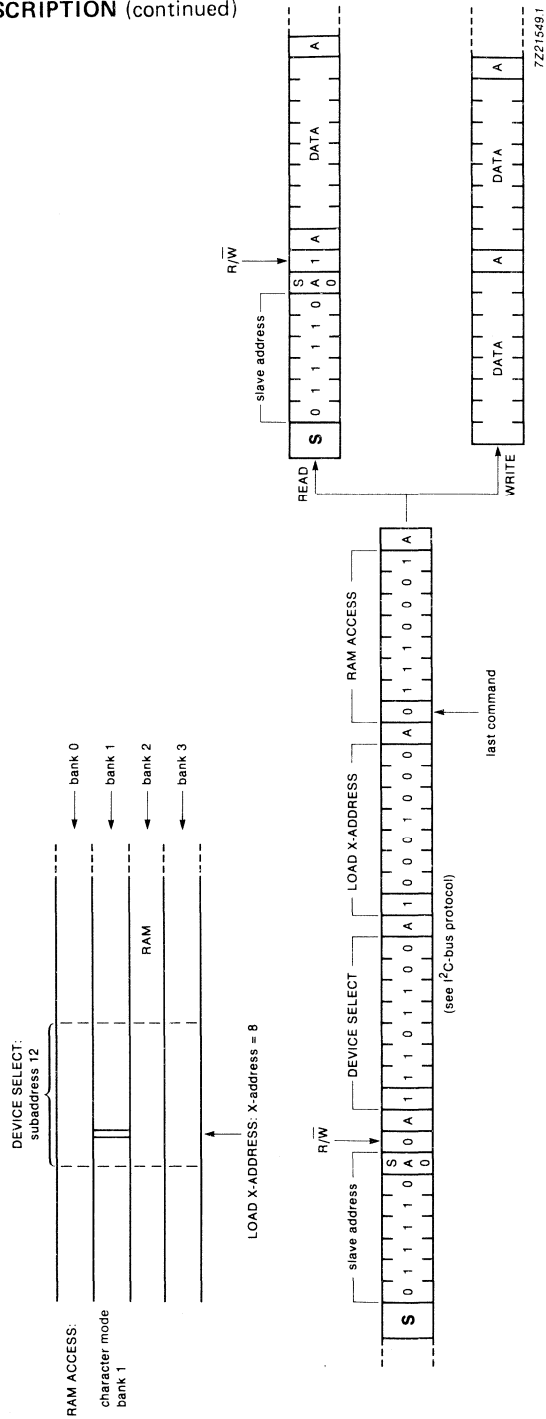 SCRIPTION (continued)
DEVICE SELECT:
subaddress 12
RAM ACCESS:
character mode
bank 1
RAM
bank 0
bank 1
bank 2
bank 3
LOAD X-ADDRESS: X-address = 8
slave address
R/W
DEVICE SELECT
LOAD X-ADDRESS
RAM ACCESS
S 0 1 1 1 1 1 0 S A 0 0 A 1 1 1 0 1 1 0 0 A 1 0 0 0 1 0 0 0 A 0 1 1 1 0 0 0 1 A
last command
(see I²C-bus protocol)
READ
slave address
R/W
S 0 1 1 1 1 1 0 S A 0 1 A DATA A
WRITE
DATA A DATA A
7Z21549.1